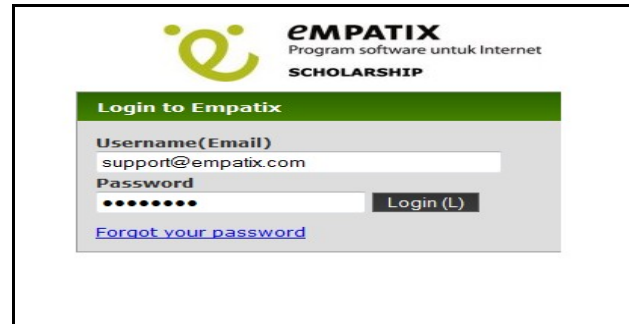 eMPATIX
Program software untuk Internet
SCHOLARSHIP
Login to Empatix
Username(Email)
support@empatix.com
Password
••••••••
Login (L)
Forgot your password